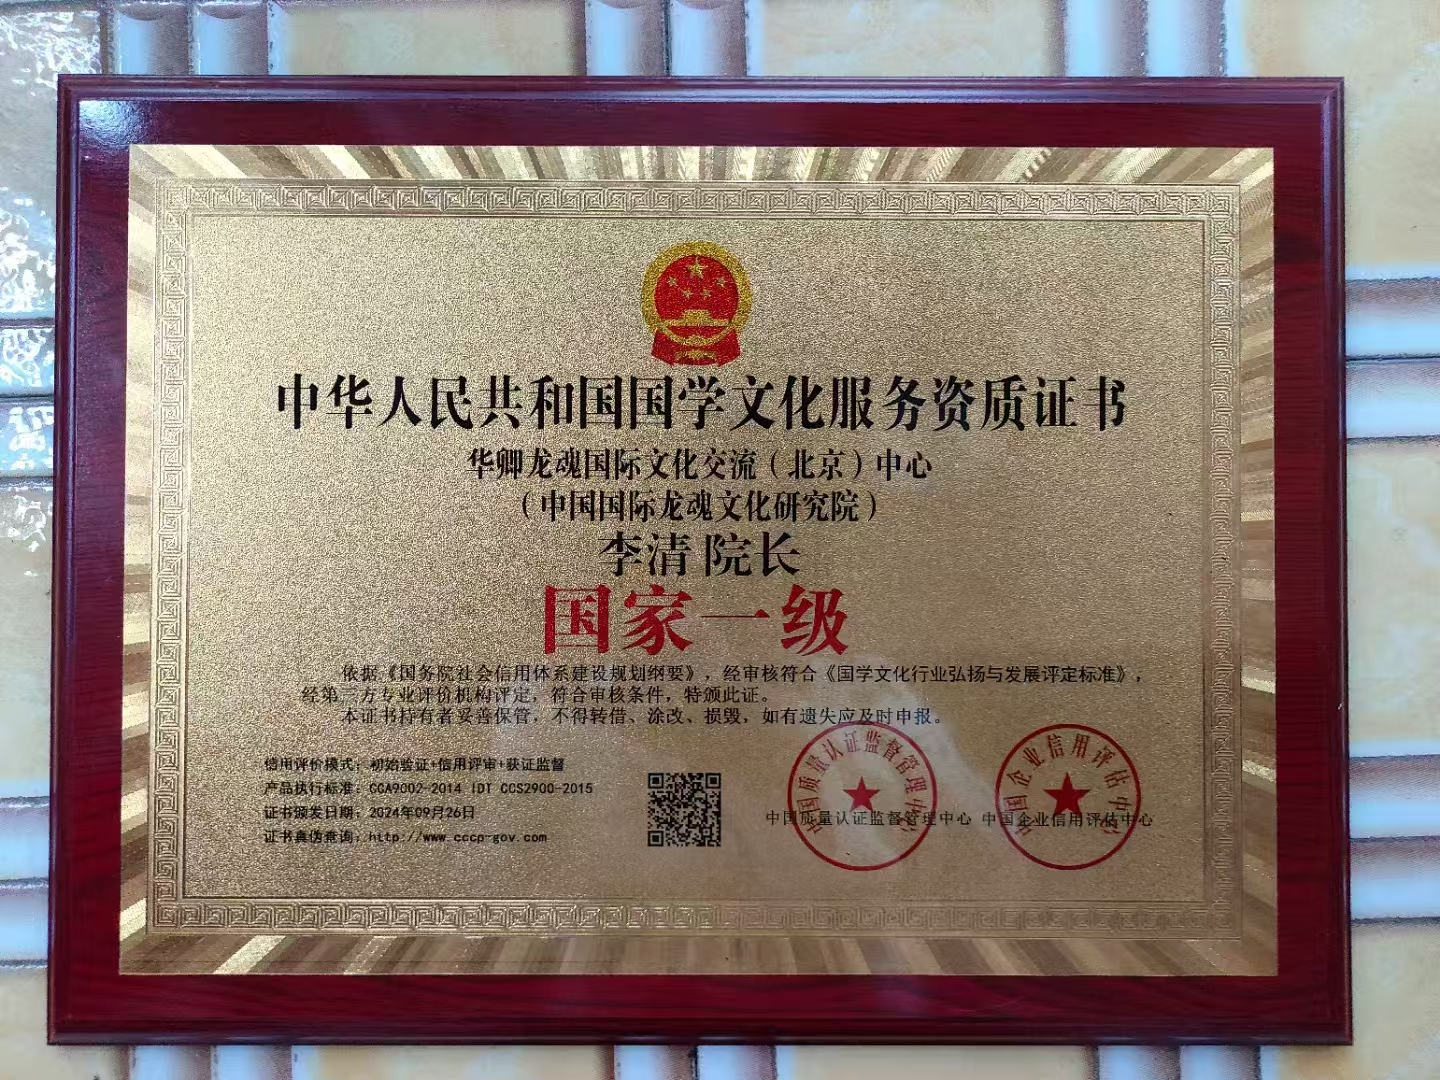 中华人民共和国国学文化服务资质证书
华卿龙魂国际文化交流（北京）中心
（中国国际龙魂文化研究院）
李清 院长
国家一级
依据《国务院社会信用体系建设规划纲要》，经审核符合《国学文化行业弘扬与发展评定标准》，
经第三方专业评价机构评定，符合审核条件，特颁此证。
本证书持有者妥善保管，不得转借、涂改、损毁，如有遗失应及时申报。
信用评价模式：初始验证+信用评审+获证监督
产品执行标准：CCA9002-2014 IDT CCS2900-2015
证书颁发日期：2024年09月26日
证书真伪查询：http://www.cccp-gov.com
中国质量认证监督管理中心
中国质量认证监督管理中心
中国企业信用评估中心
中国企业信用评估中心